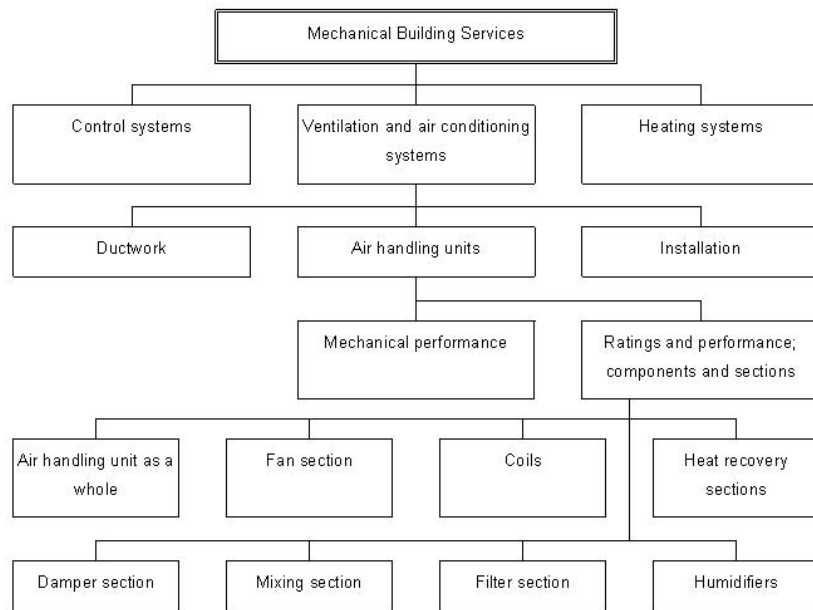 Mechanical Building Services
Control systems
Ventilation and air conditioning
systems
Heating systems
Ductwork
Air handling units
Installation
Mechanical performance
Ratings and performance;
components and sections
Air handling unit as a
whole
Fan section
Coils
Heat recovery
sections
Damper section
Mixing section
Filter section
Humidifiers